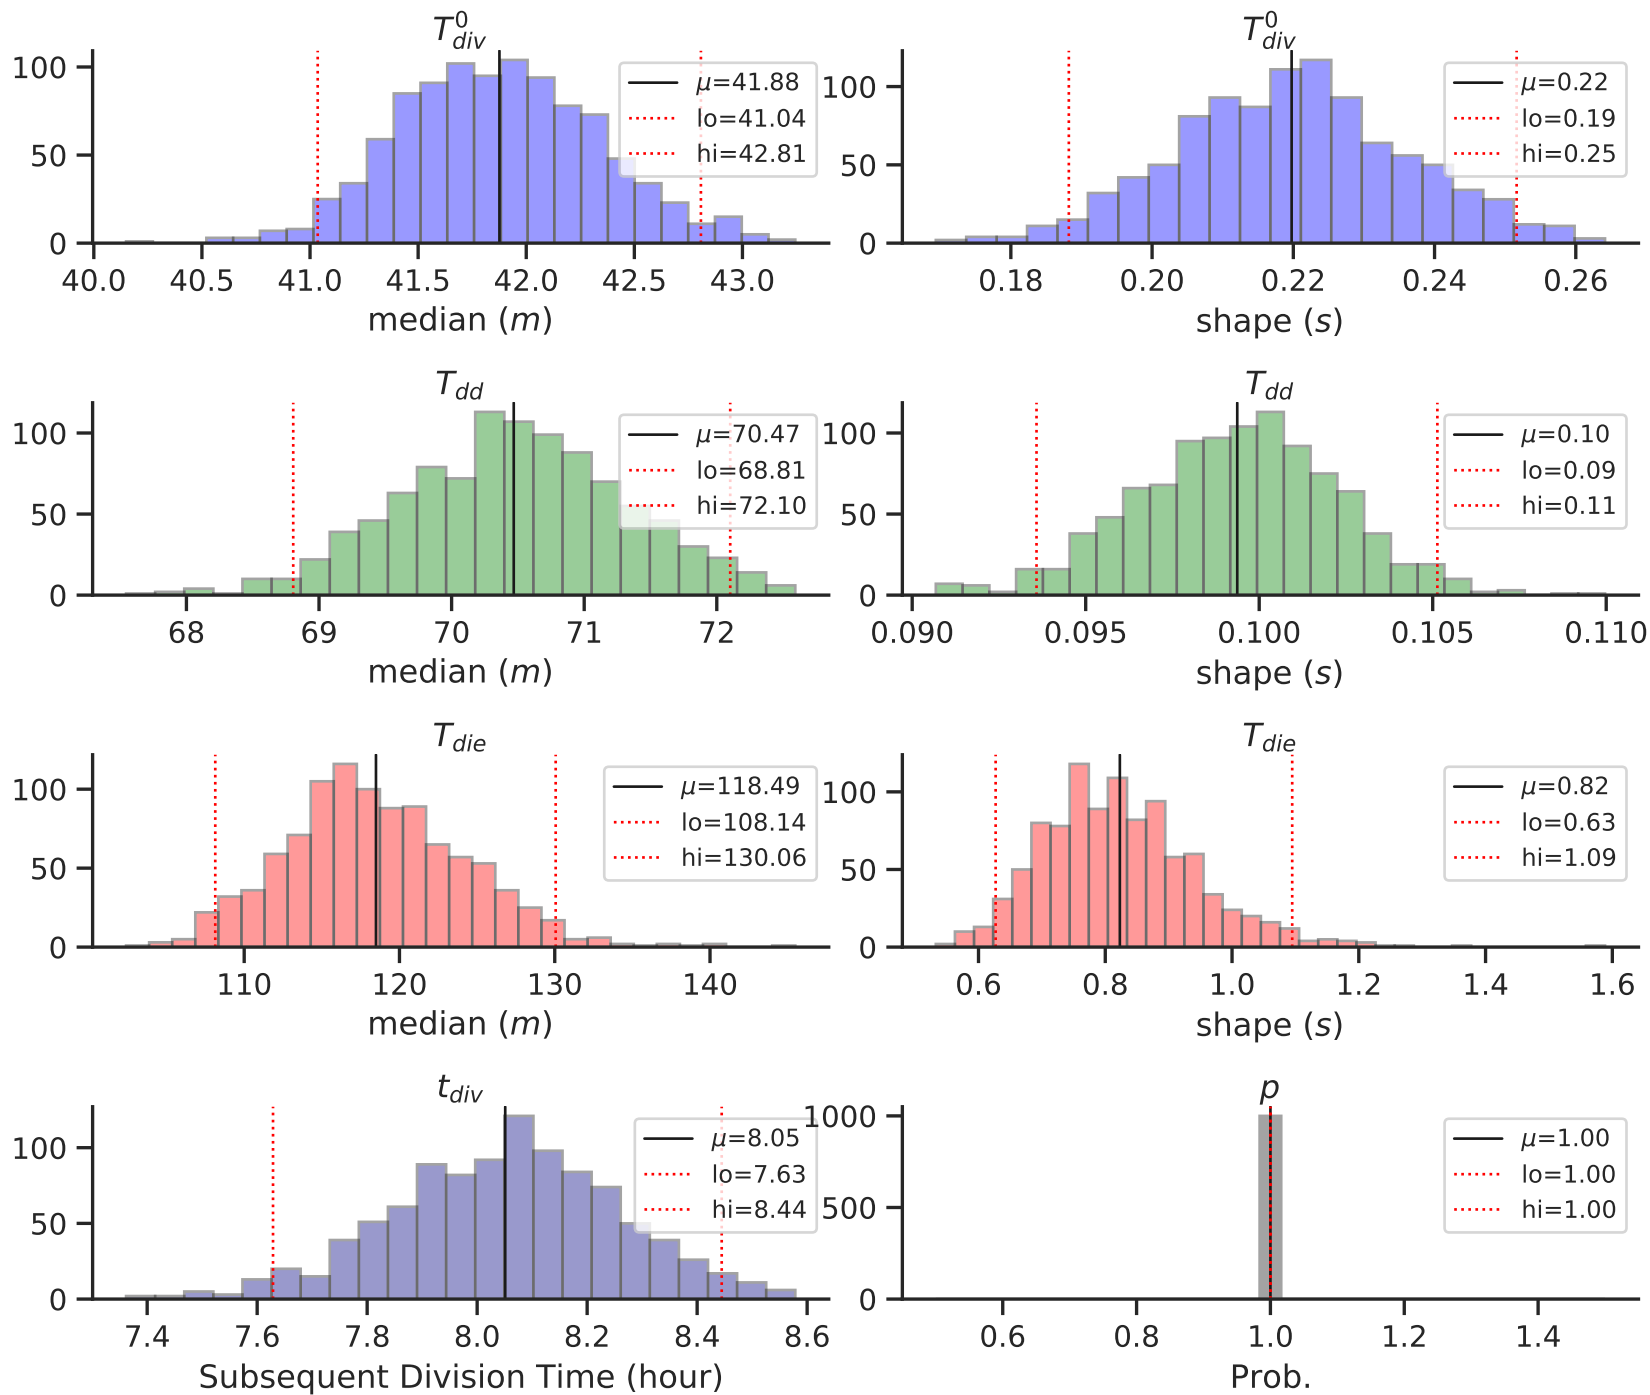 T⁰div
100
50
0
μ=41.88
lo=41.04
hi=42.81
40.0 40.5 41.0 41.5 42.0 42.5 43.0
median (m)
T⁰div
100
50
0
μ=0.22
lo=0.19
hi=0.25
0.18 0.20 0.22 0.24 0.26
shape (s)
Tdd
100
50
0
μ=70.47
lo=68.81
hi=72.10
68 69 70 71 72
median (m)
Tdd
100
50
0
μ=0.10
lo=0.09
hi=0.11
0.090 0.095 0.100 0.105 0.110
shape (s)
Tdie
100
50
0
μ=118.49
lo=108.14
hi=130.06
110 120 130 140
median (m)
Tdie
100
50
0
μ=0.82
lo=0.63
hi=1.09
0.6 0.8 1.0 1.2 1.4 1.6
shape (s)
tdiv
100
50
0
μ=8.05
lo=7.63
hi=8.44
7.4 7.6 7.8 8.0 8.2 8.4 8.6
Subsequent Division Time (hour)
p
1000
500
0
μ=1.00
lo=1.00
hi=1.00
0.6 0.8 1.0 1.2 1.4
Prob.